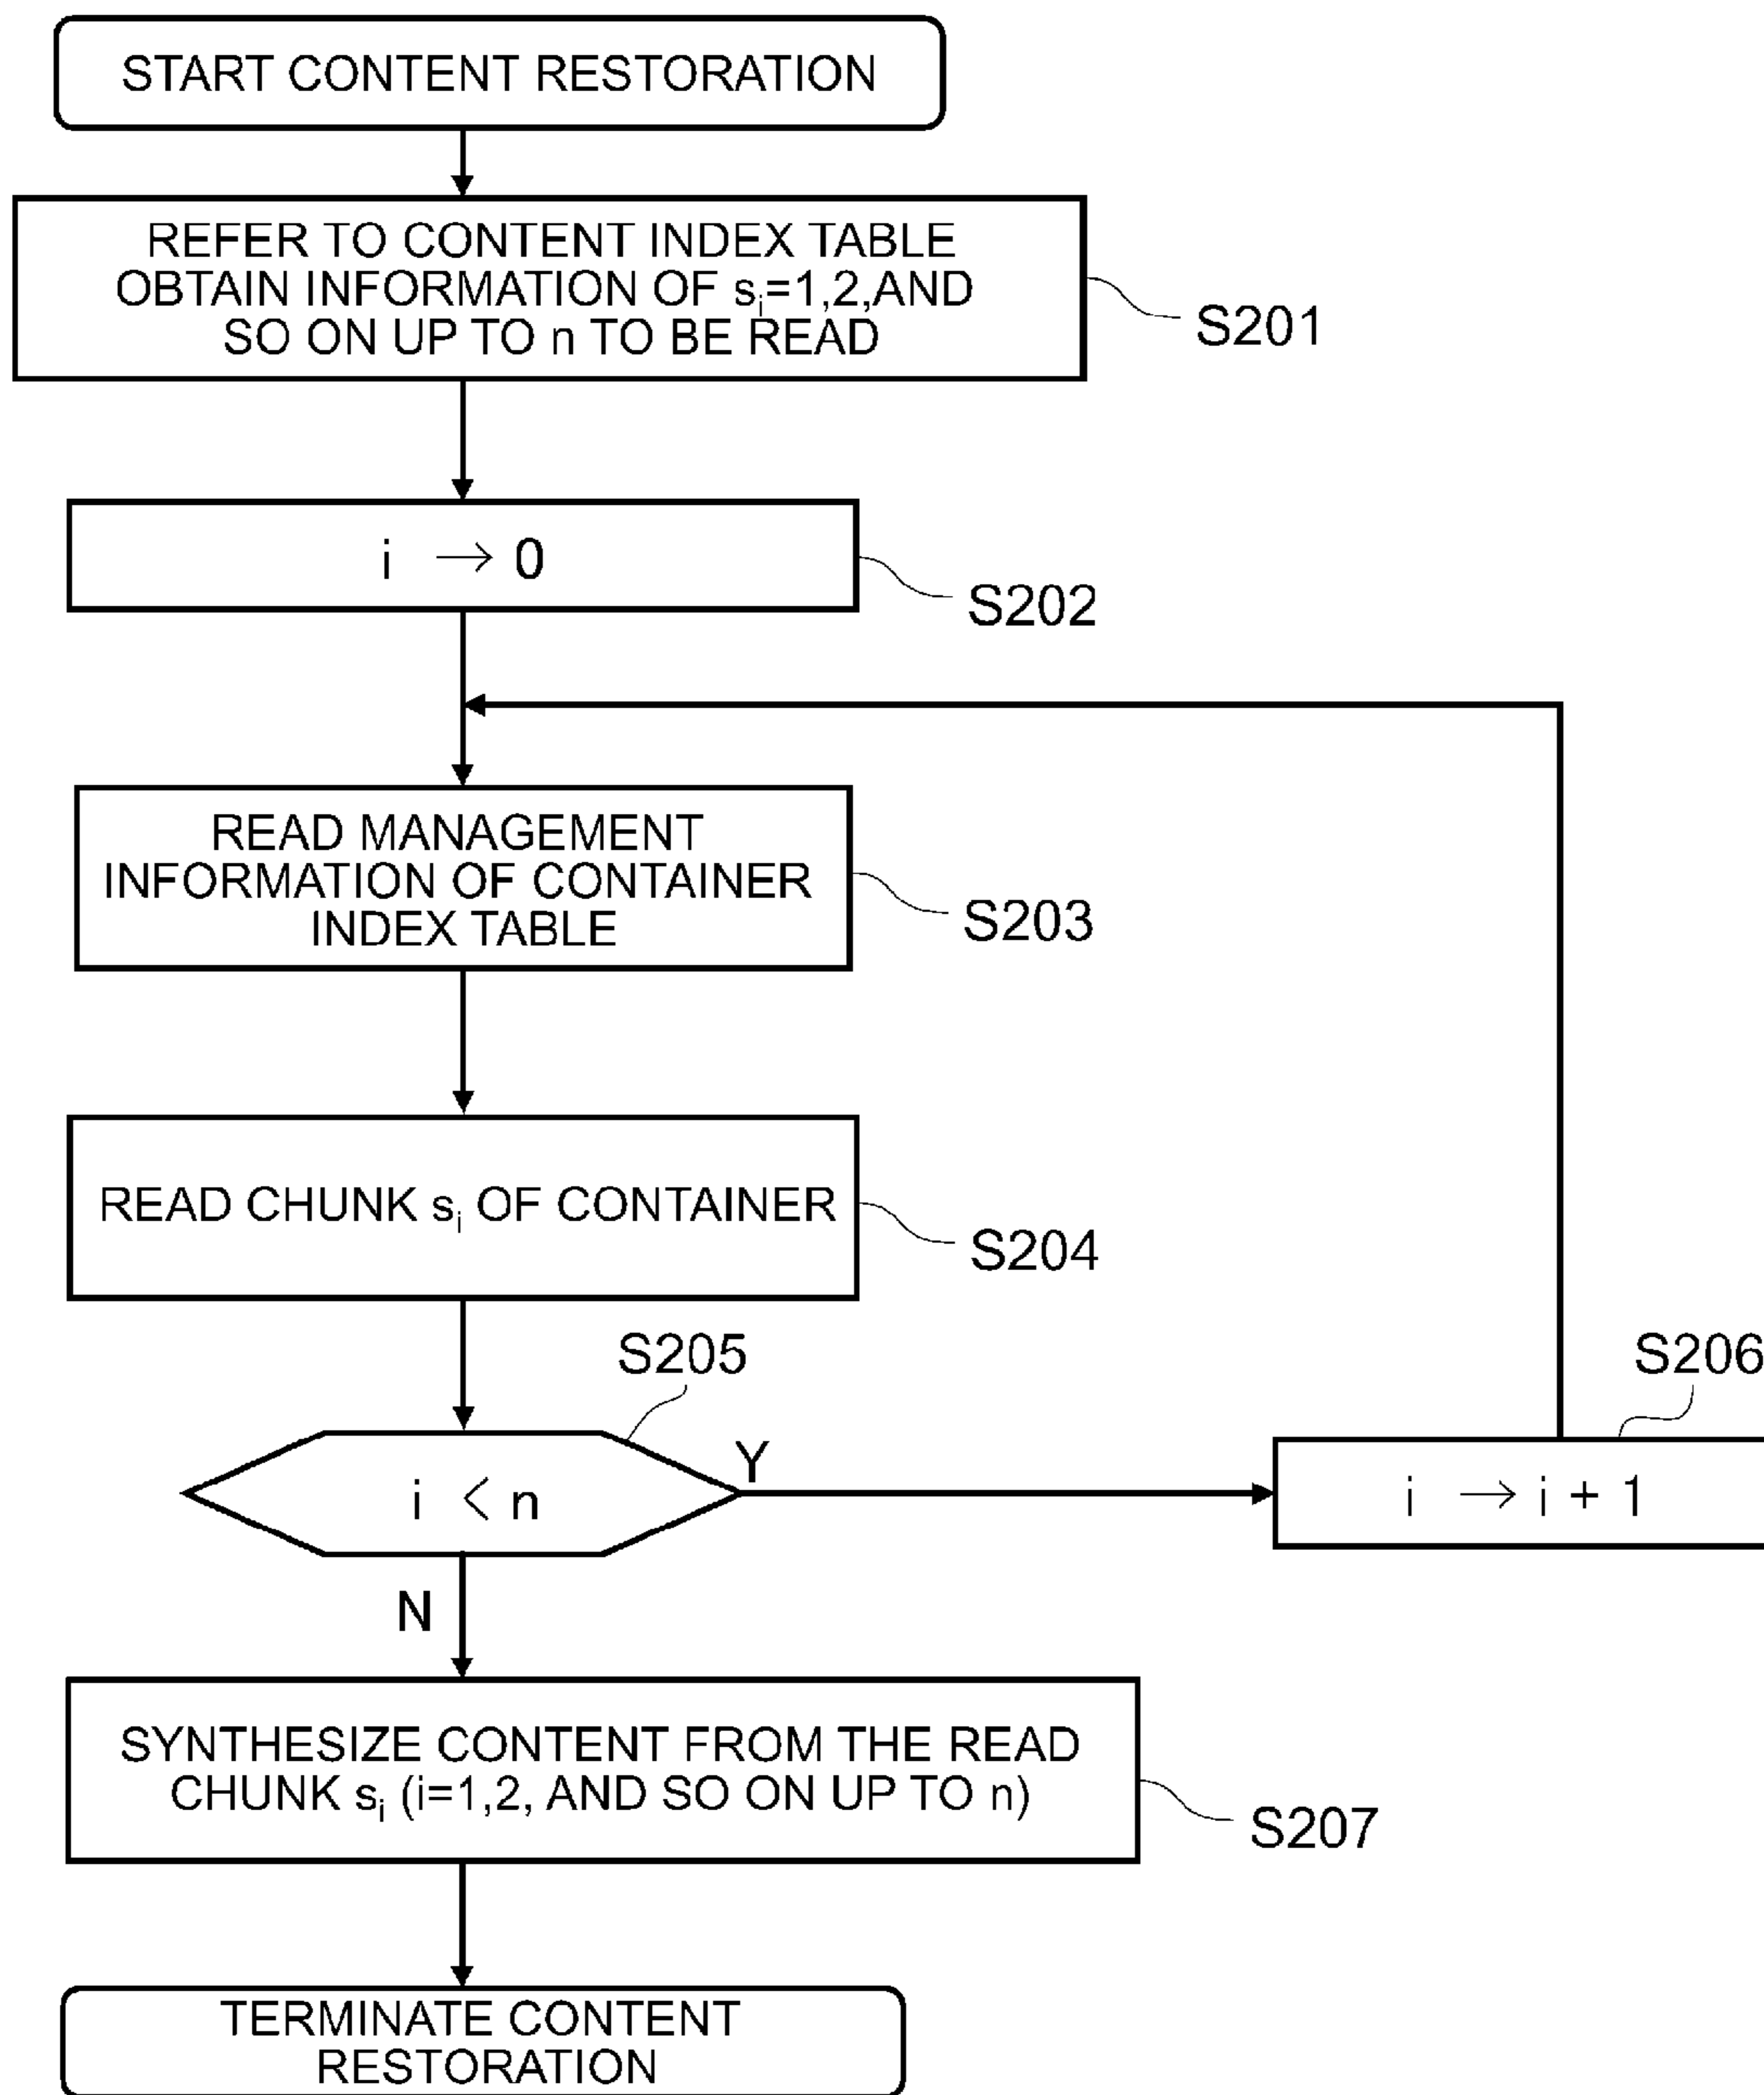 START CONTENT RESTORATION
REFER TO CONTENT INDEX TABLE
OBTAIN INFORMATION OF sᵢ=1,2,AND
SO ON UP TO n TO BE READ
S201
i → 0
S202
READ MANAGEMENT
INFORMATION OF CONTAINER
INDEX TABLE
S203
READ CHUNK sᵢ OF CONTAINER
S204
S205
S206
i < n
Y
i → i + 1
N
SYNTHESIZE CONTENT FROM THE READ
CHUNK sᵢ (i=1,2, AND SO ON UP TO n)
S207
TERMINATE CONTENT
RESTORATION